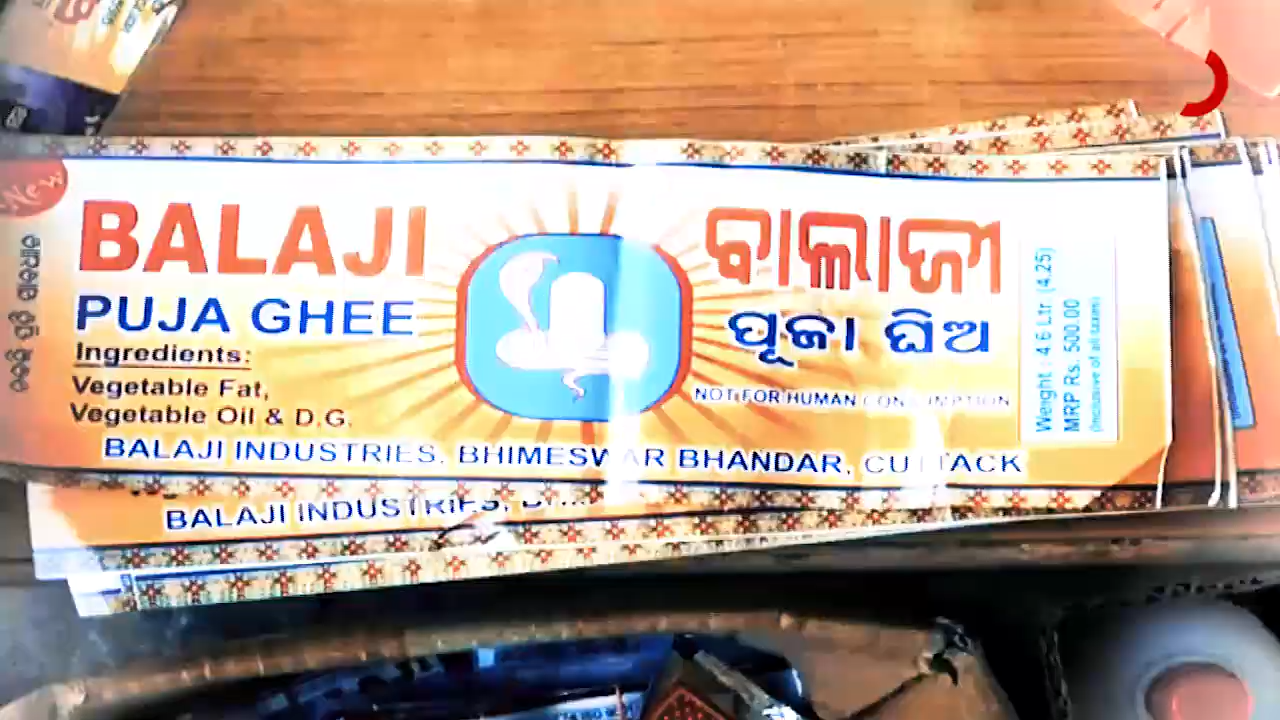 New
BALAJI
PUJA GHEE
Ingredients:
Vegetable Fat,
Vegetable Oil & D.G.
ବାଲାଜୀ
ପୂଜା ଘିଅ
NOT FOR HUMAN CONSUMPTION
Weight : 4.6 Ltr (4.25)
MRP Rs. 500.00
(Inclusive of all taxes)
BALAJI INDUSTRIES, BHIMESWAR BHANDAR, CUTTACK
BALAJI INDUSTRIES,